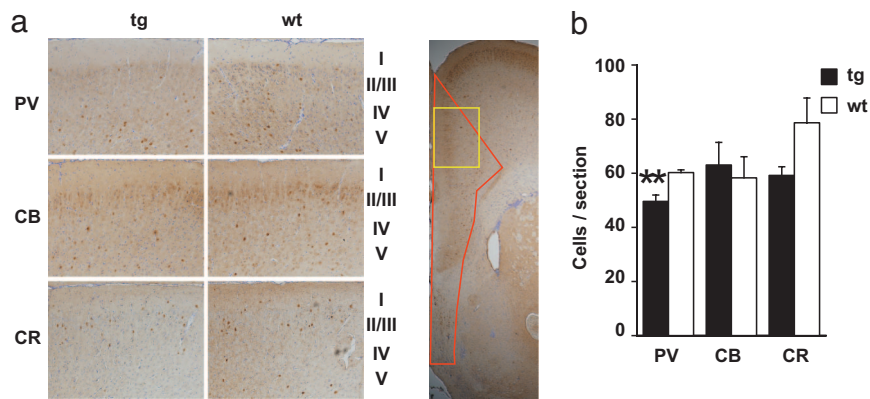 a
tg wt
PV
I
II/III
IV
V
CB
I
II/III
IV
V
CR
I
II/III
IV
V
b
Cells / section
100
80
60
40
20
0
**
tg
wt
PV CB CR